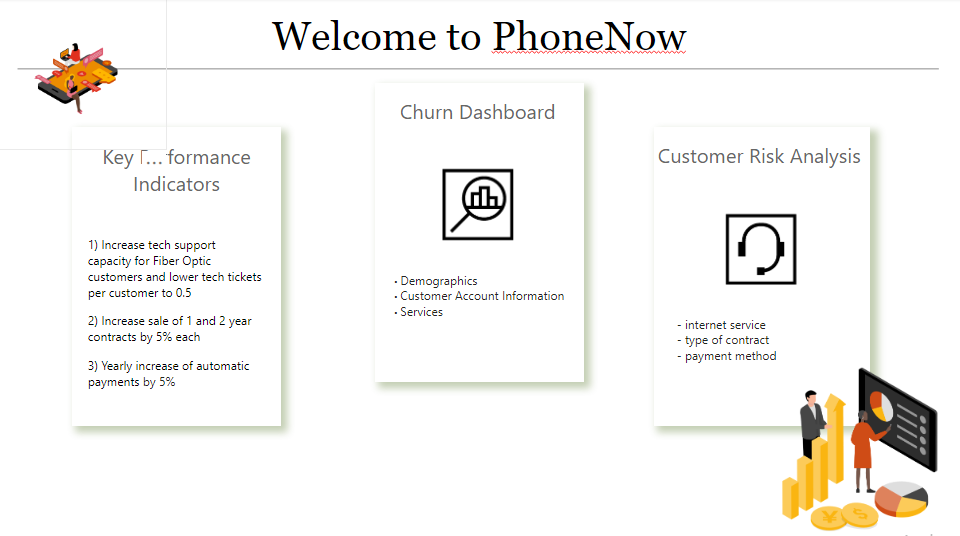 Welcome to PhoneNow
Key ... formance
Indicators
1) Increase tech support
capacity for Fiber Optic
customers and lower tech tickets
per customer to 0.5
2) Increase sale of 1 and 2 year
contracts by 5% each
3) Yearly increase of automatic
payments by 5%
Churn Dashboard
• Demographics
• Customer Account Information
• Services
Customer Risk Analysis
- internet service
- type of contract
- payment method
¥
$